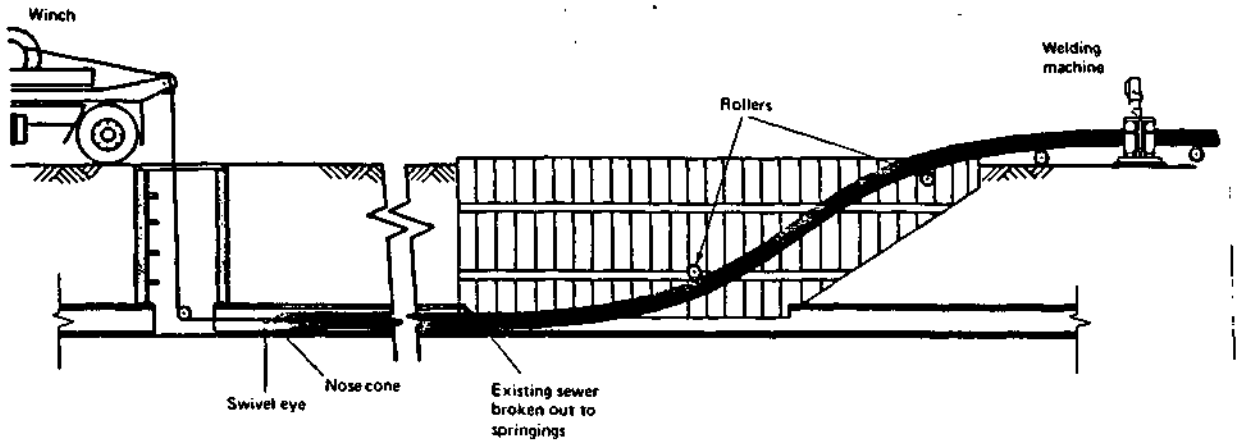 Winch
Welding
machine
Rollers
Nose cone
Swivel eye
Existing sewer
broken out to
springings